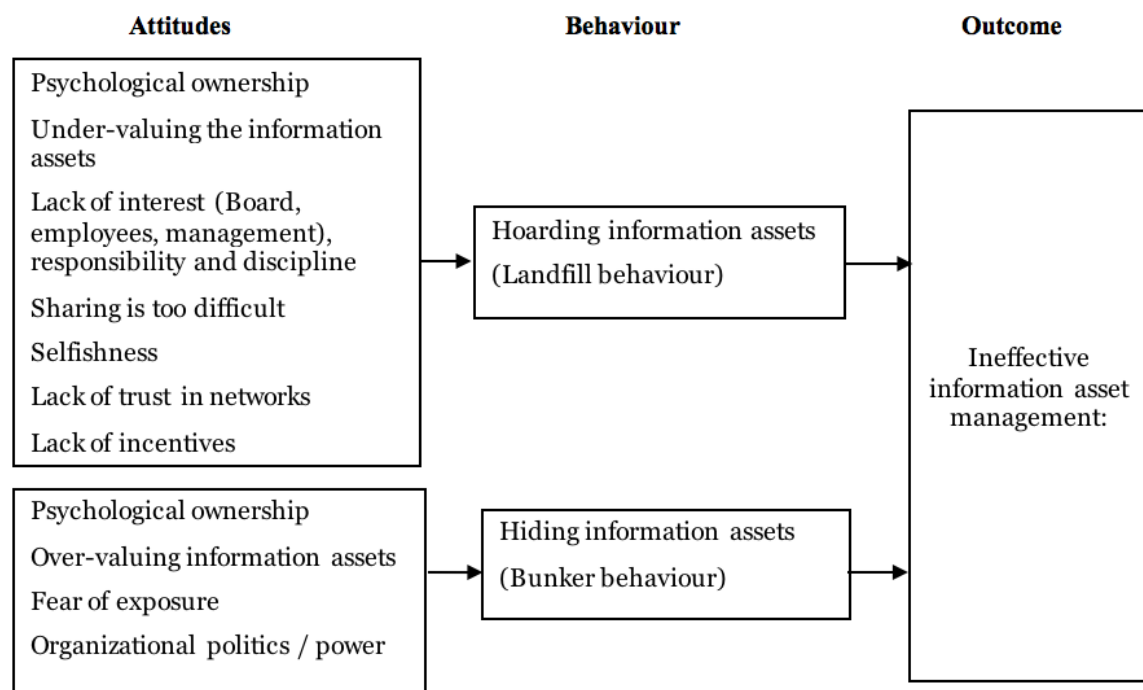 Attitudes
Behaviour
Outcome
Psychological ownership
Under-valuing the information
assets
Lack of interest (Board,
employees, management),
responsibility and discipline
Sharing is too difficult
Selfishness
Lack of trust in networks
Lack of incentives
Hoarding information assets
(Landfill behaviour)
Psychological ownership
Over-valuing information assets
Fear of exposure
Organizational politics / power
Hiding information assets
(Bunker behaviour)
Ineffective
information asset
management: